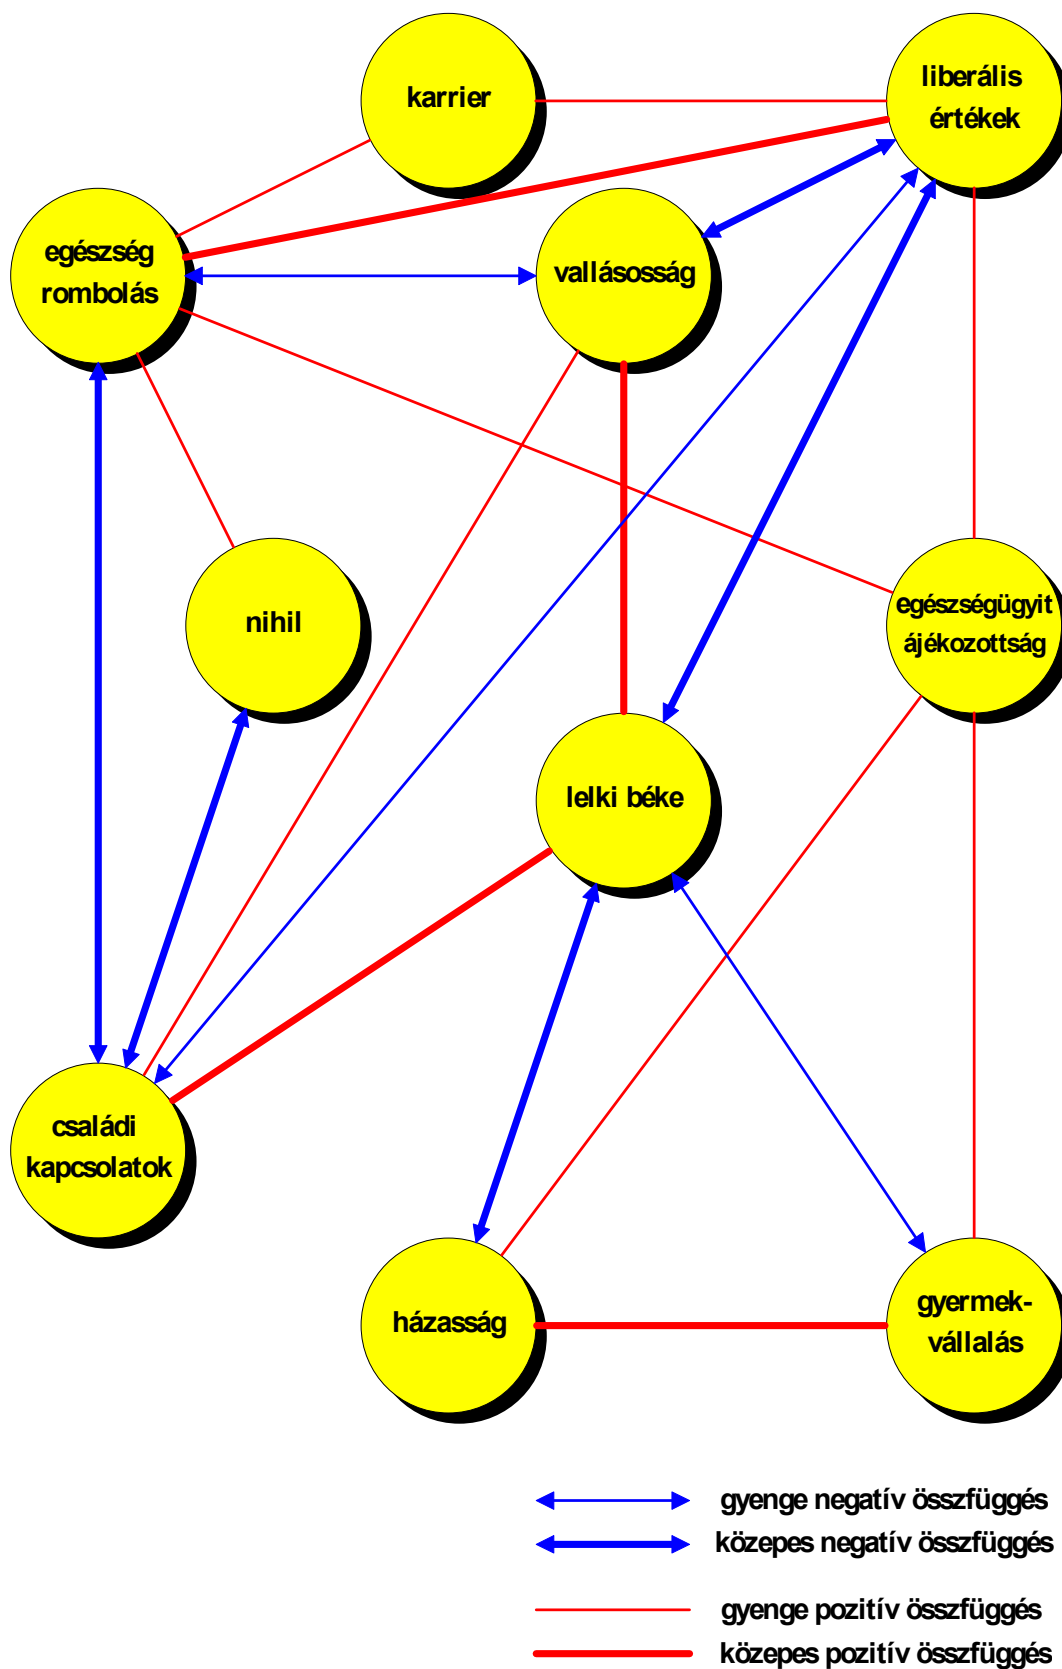 karrier
liberális
értékek
egészség
rombolás
vallásosság
nihil
egészségügyit
ájékozottság
lelki béke
családi
kapcsolatok
házasság
gyermek-
vállalás
gyenge negatív összfüggés
közepes negatív összfüggés
gyenge pozitív összfüggés
közepes pozitív összfüggés